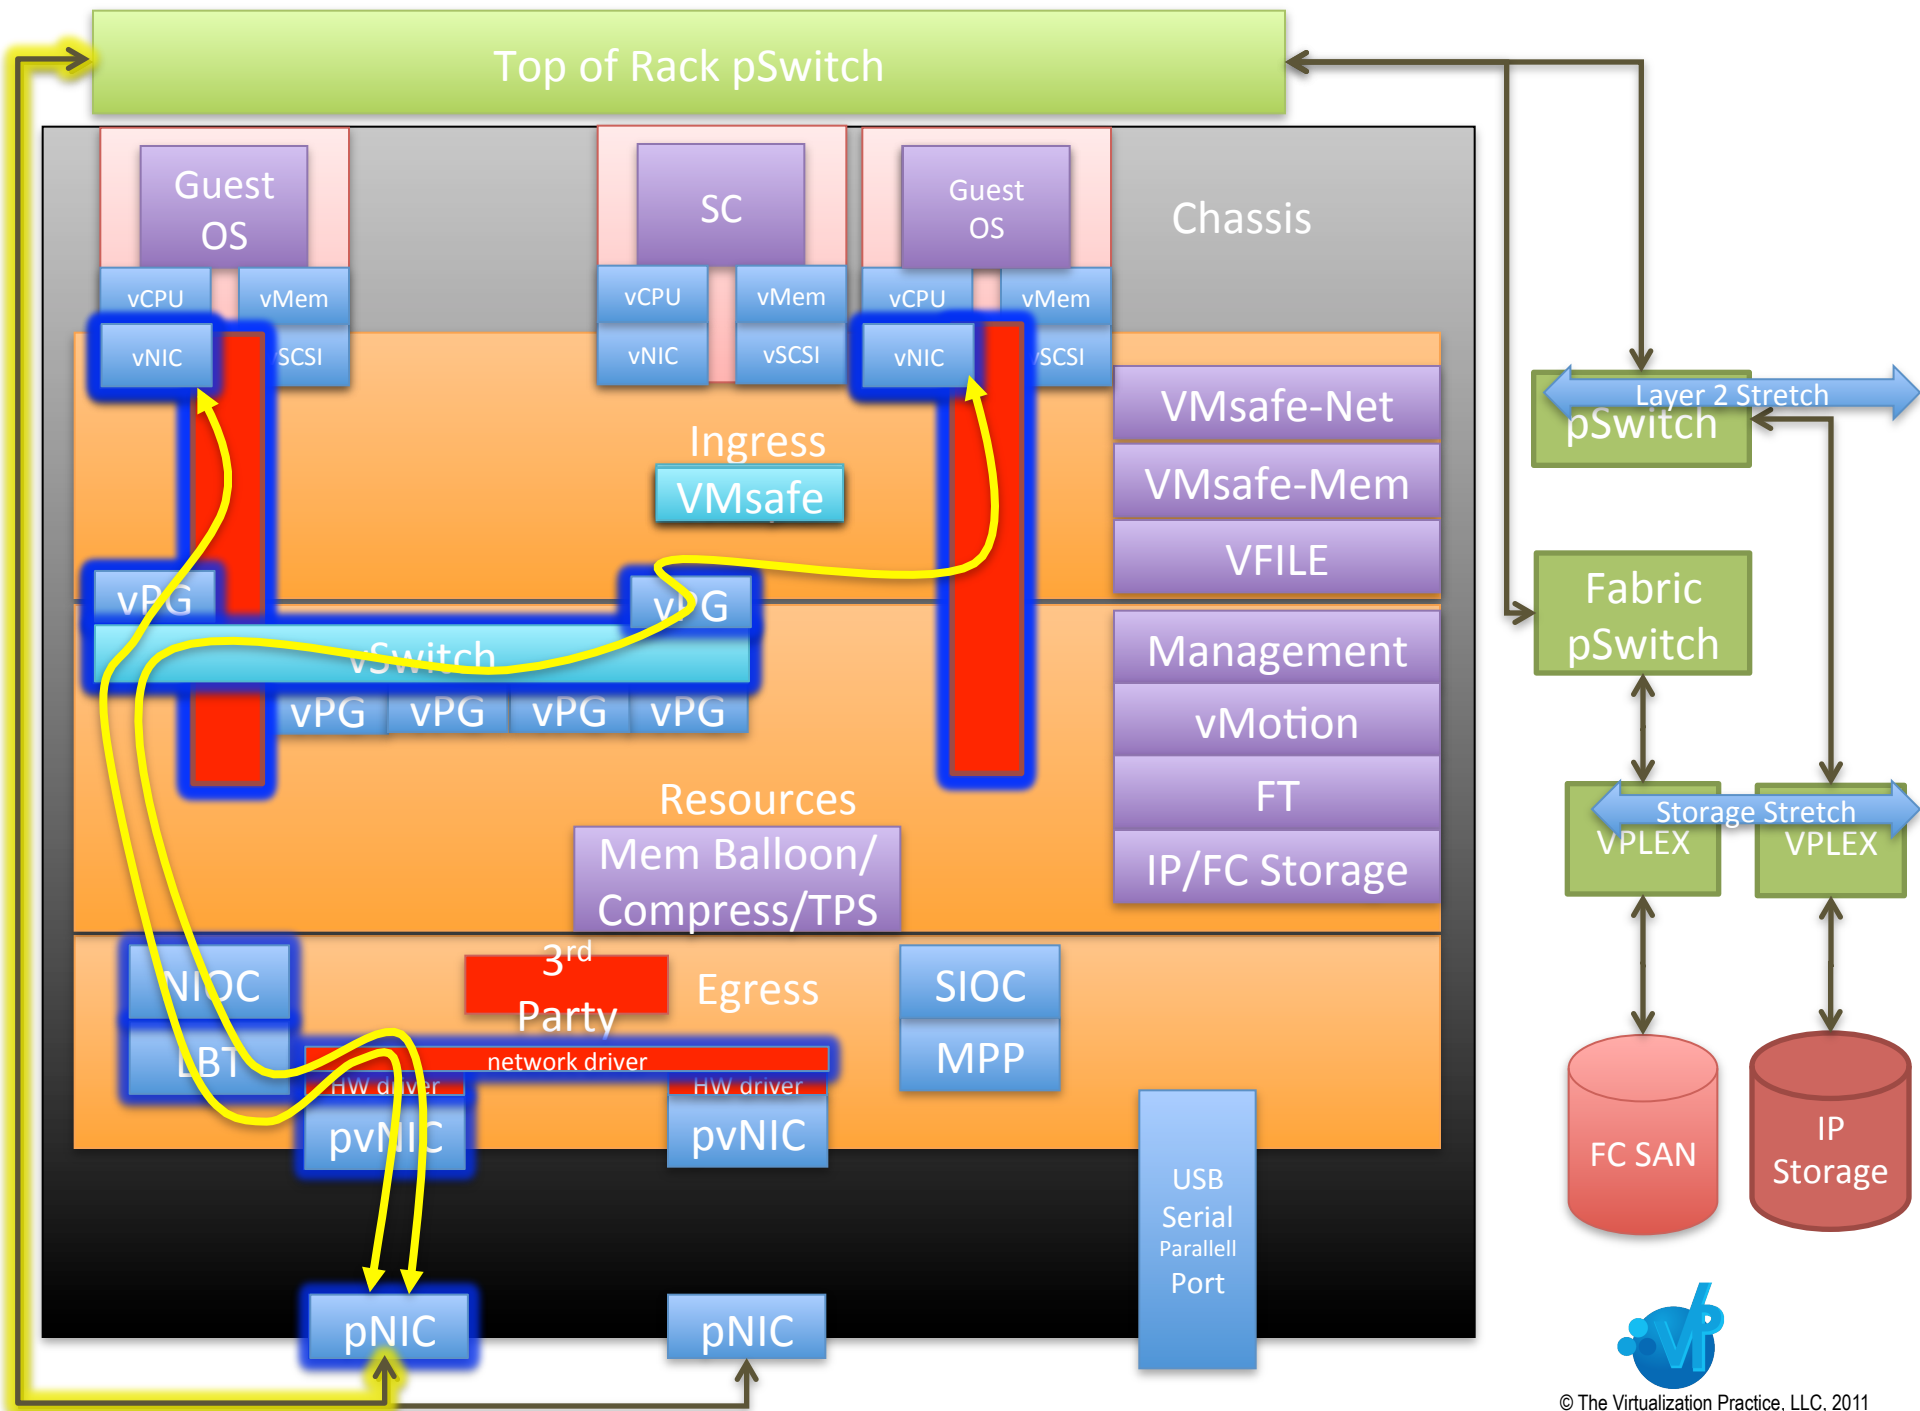 Top of Rack pSwitch
Guest
OS
SC
Guest
OS
Chassis
vCPU
vMem
vCPU
vMem
vCPU
vMem
vNIC
vSCSI
vNIC
vSCSI
vNIC
vSCSI
VMsafe-Net
Layer 2 Stretch
pSwitch
Ingress
VMsafe
VMsafe-Mem
VFILE
vPG
vPG
Fabric
pSwitch
vSwitch
Management
vPG
vPG
vPG
vPG
vMotion
Resources
FT
Storage Stretch
VPLEX
VPLEX
Mem Balloon/
Compress/TPS
IP/FC Storage
NIOC
3rd
Party
Egress
SIOC
LBT
network driver
MPP
HW driver
HW driver
pvNIC
pvNIC
FC SAN
IP
Storage
USB
Serial
Parallell
Port
pNIC
pNIC
VP
© The Virtualization Practice, LLC, 2011